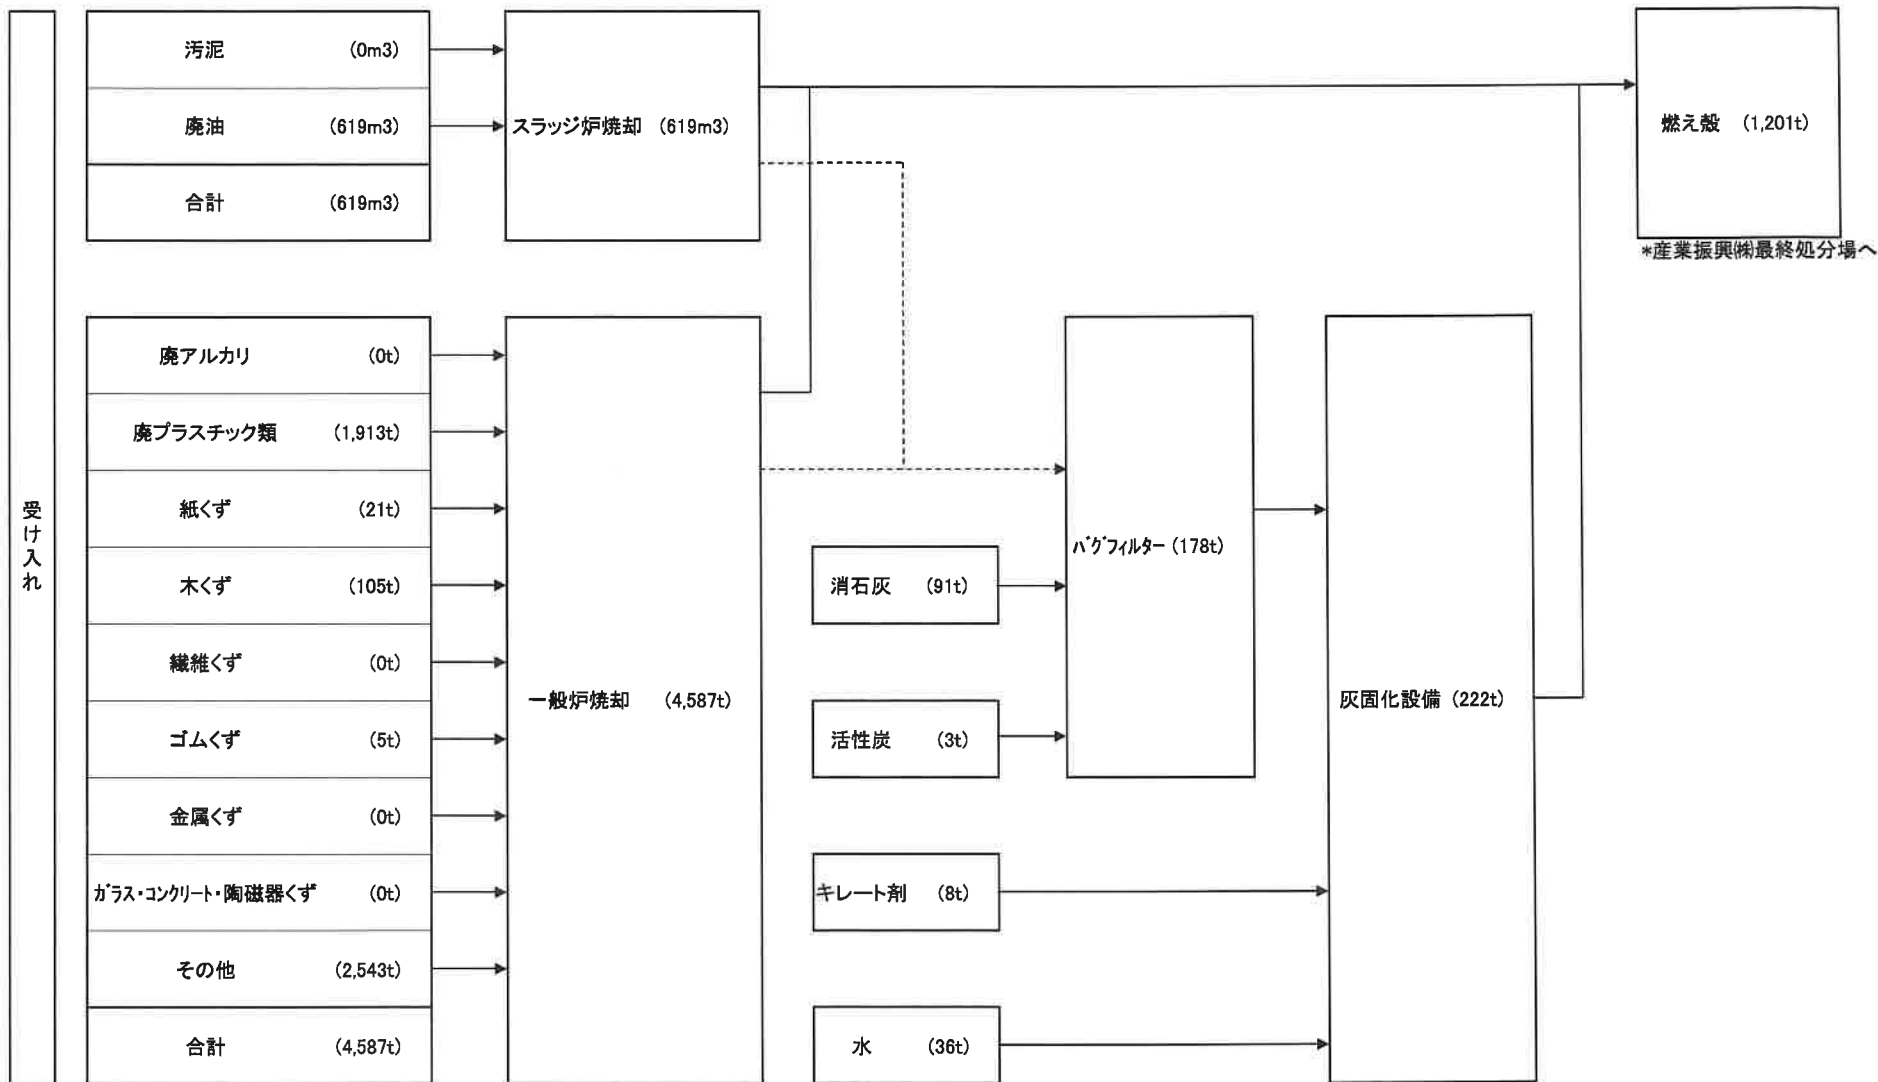 受け入れ
汚泥 (0m3)
廃油 (619m3)
合計 (619m3)
スラッジ炉焼却 (619m3)
燃え殻 (1,201t)
*産業振興㈱最終処分場へ
廃アルカリ (0t)
廃プラスチック類 (1,913t)
紙くず (21t)
木くず (105t)
繊維くず (0t)
ゴムくず (5t)
金属くず (0t)
ガラス・コンクリート・陶磁器くず (0t)
その他 (2,543t)
合計 (4,587t)
一般炉焼却 (4,587t)
消石灰 (91t)
活性炭 (3t)
キレート剤 (8t)
水 (36t)
バグフィルター (178t)
灰固化設備 (222t)